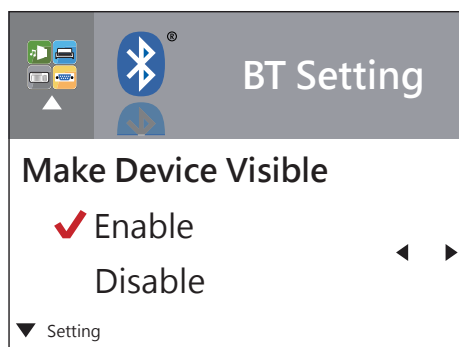 ®
BT Setting
Make Device Visible
Enable
Disable
Setting